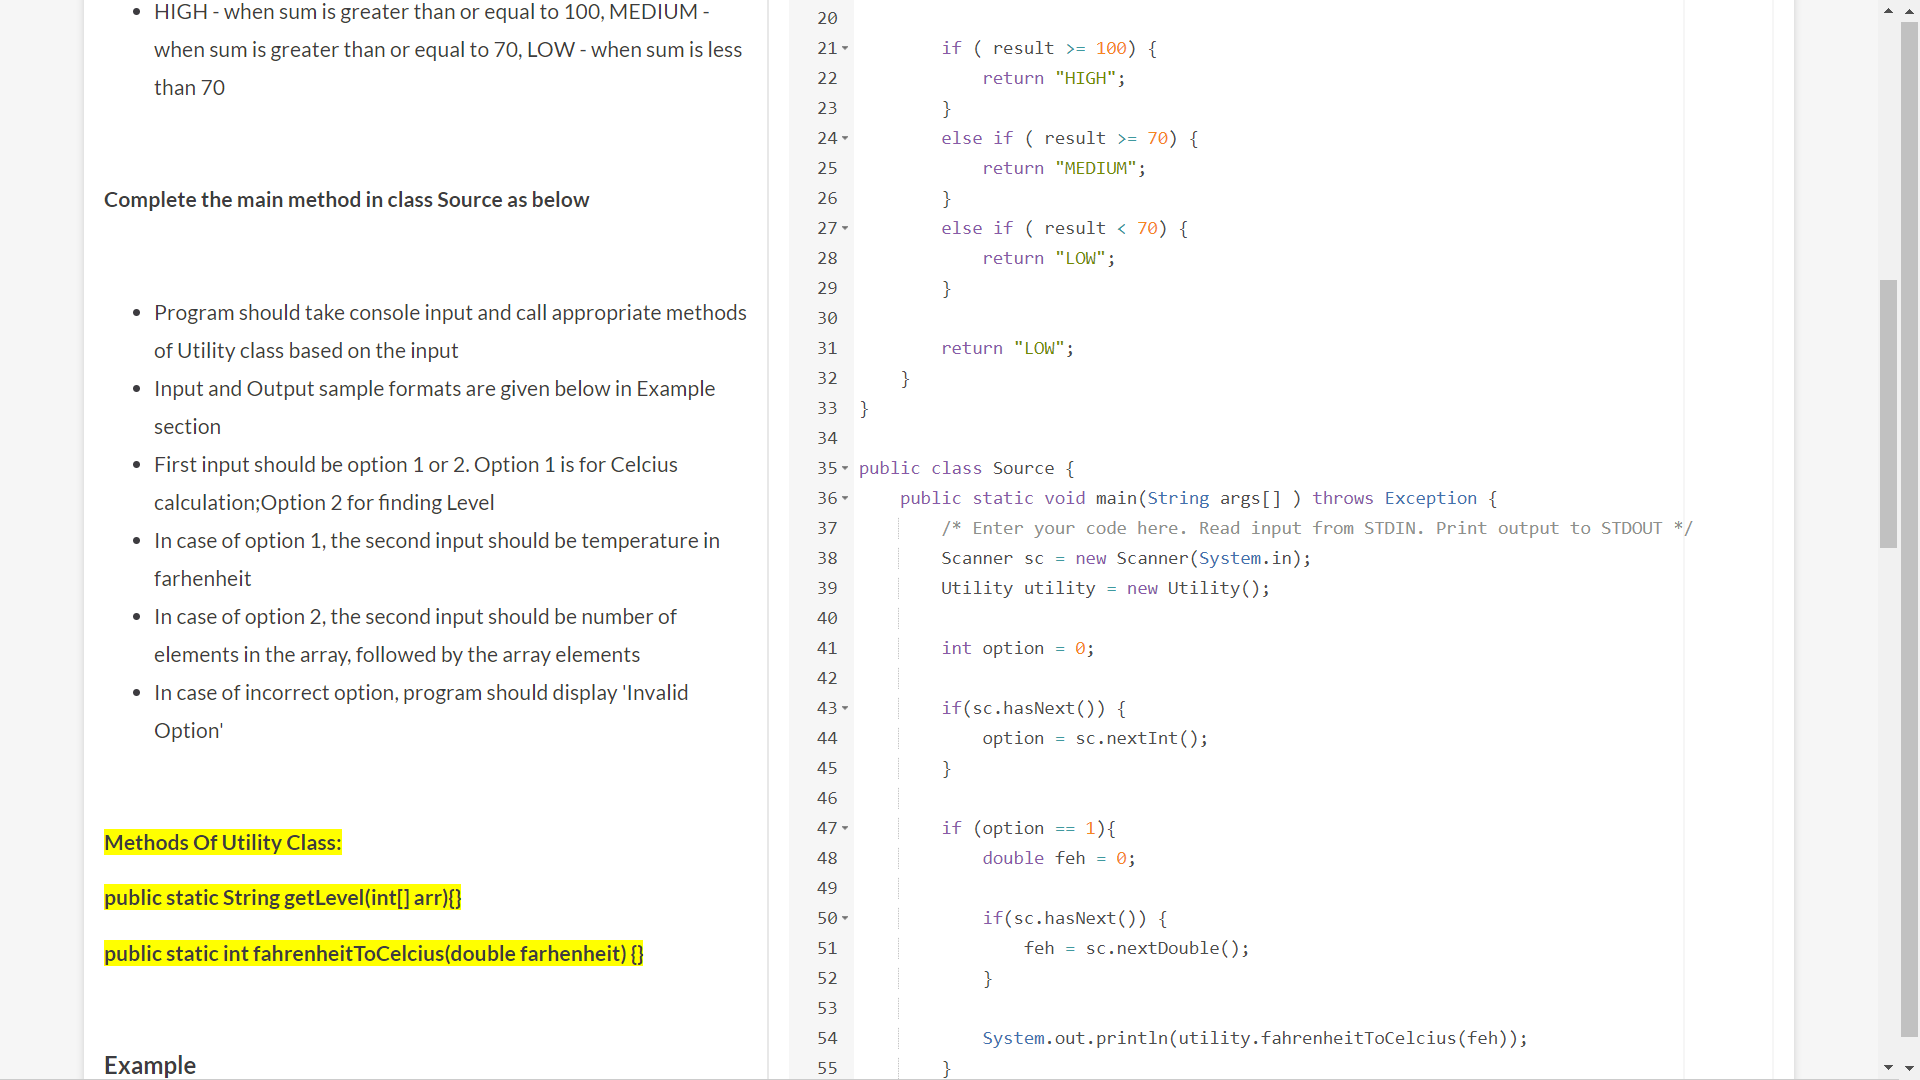 HIGH - when sum is greater than or equal to 100, MEDIUM -
when sum is greater than or equal to 70, LOW - when sum is less
than 70
Complete the main method in class Source as below
Program should take console input and call appropriate methods
of Utility class based on the input
Input and Output sample formats are given below in Example
section
First input should be option 1 or 2. Option 1 is for Celcius
calculation;Option 2 for finding Level
In case of option 1, the second input should be temperature in
farhenheit
In case of option 2, the second input should be number of
elements in the array, followed by the array elements
In case of incorrect option, program should display 'Invalid
Option'
Methods Of Utility Class:
public static String getLevel(int[] arr){}
public static int fahrenheitToCelcius(double farhenheit) {}
Example
20
21 if ( result >= 100) {
22 return "HIGH";
23 }
24 else if ( result >= 70) {
25 return "MEDIUM";
26 }
27 else if ( result < 70) {
28 return "LOW";
29 }
30
31 return "LOW";
32 }
33 }
34
35 public class Source {
36 public static void main(String args[] ) throws Exception {
37 /* Enter your code here. Read input from STDIN. Print output to STDOUT */
38 Scanner sc = new Scanner(System.in);
39 Utility utility = new Utility();
40
41 int option = 0;
42
43 if(sc.hasNext()) {
44 option = sc.nextInt();
45 }
46
47 if (option == 1){
48 double feh = 0;
49
50 if(sc.hasNext()) {
51 feh = sc.nextDouble();
52 }
53
54 System.out.println(utility.fahrenheitToCelcius(feh));
55 }